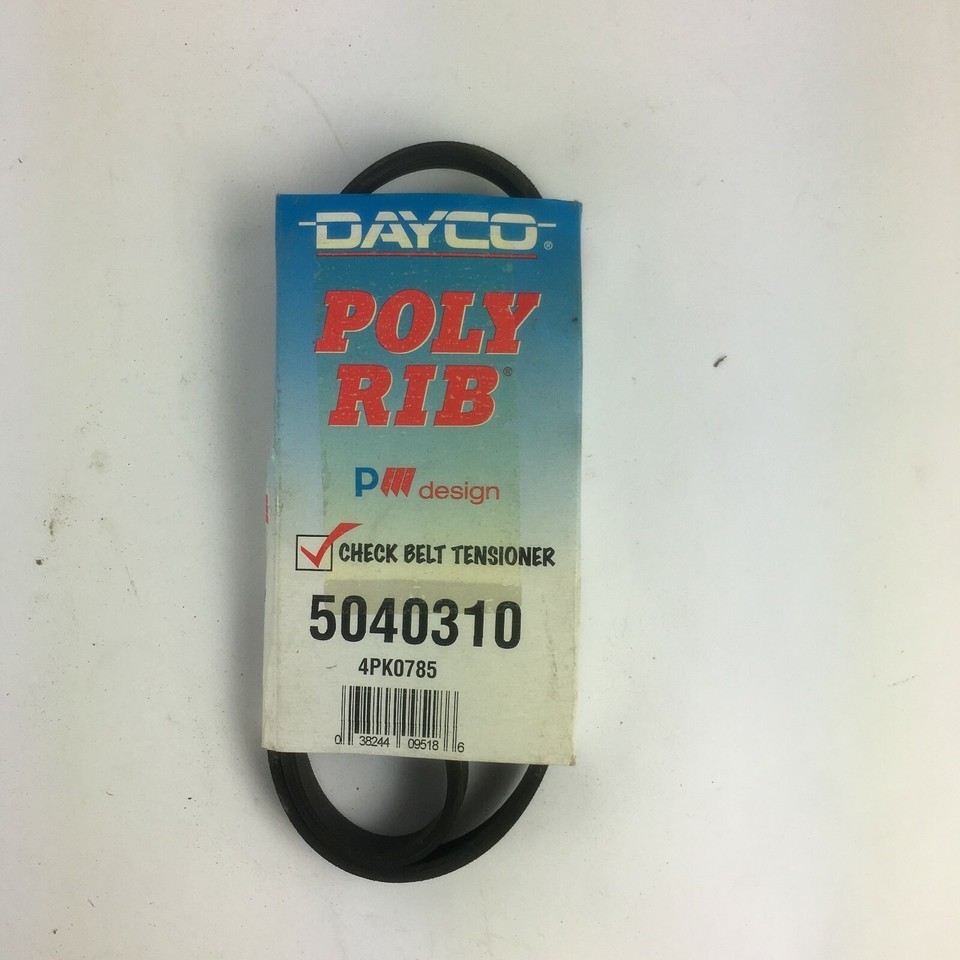 DAYCO®
POLY
RIB®
P design
CHECK BELT TENSIONER
5040310
4PK0785
0 38244 09518 6